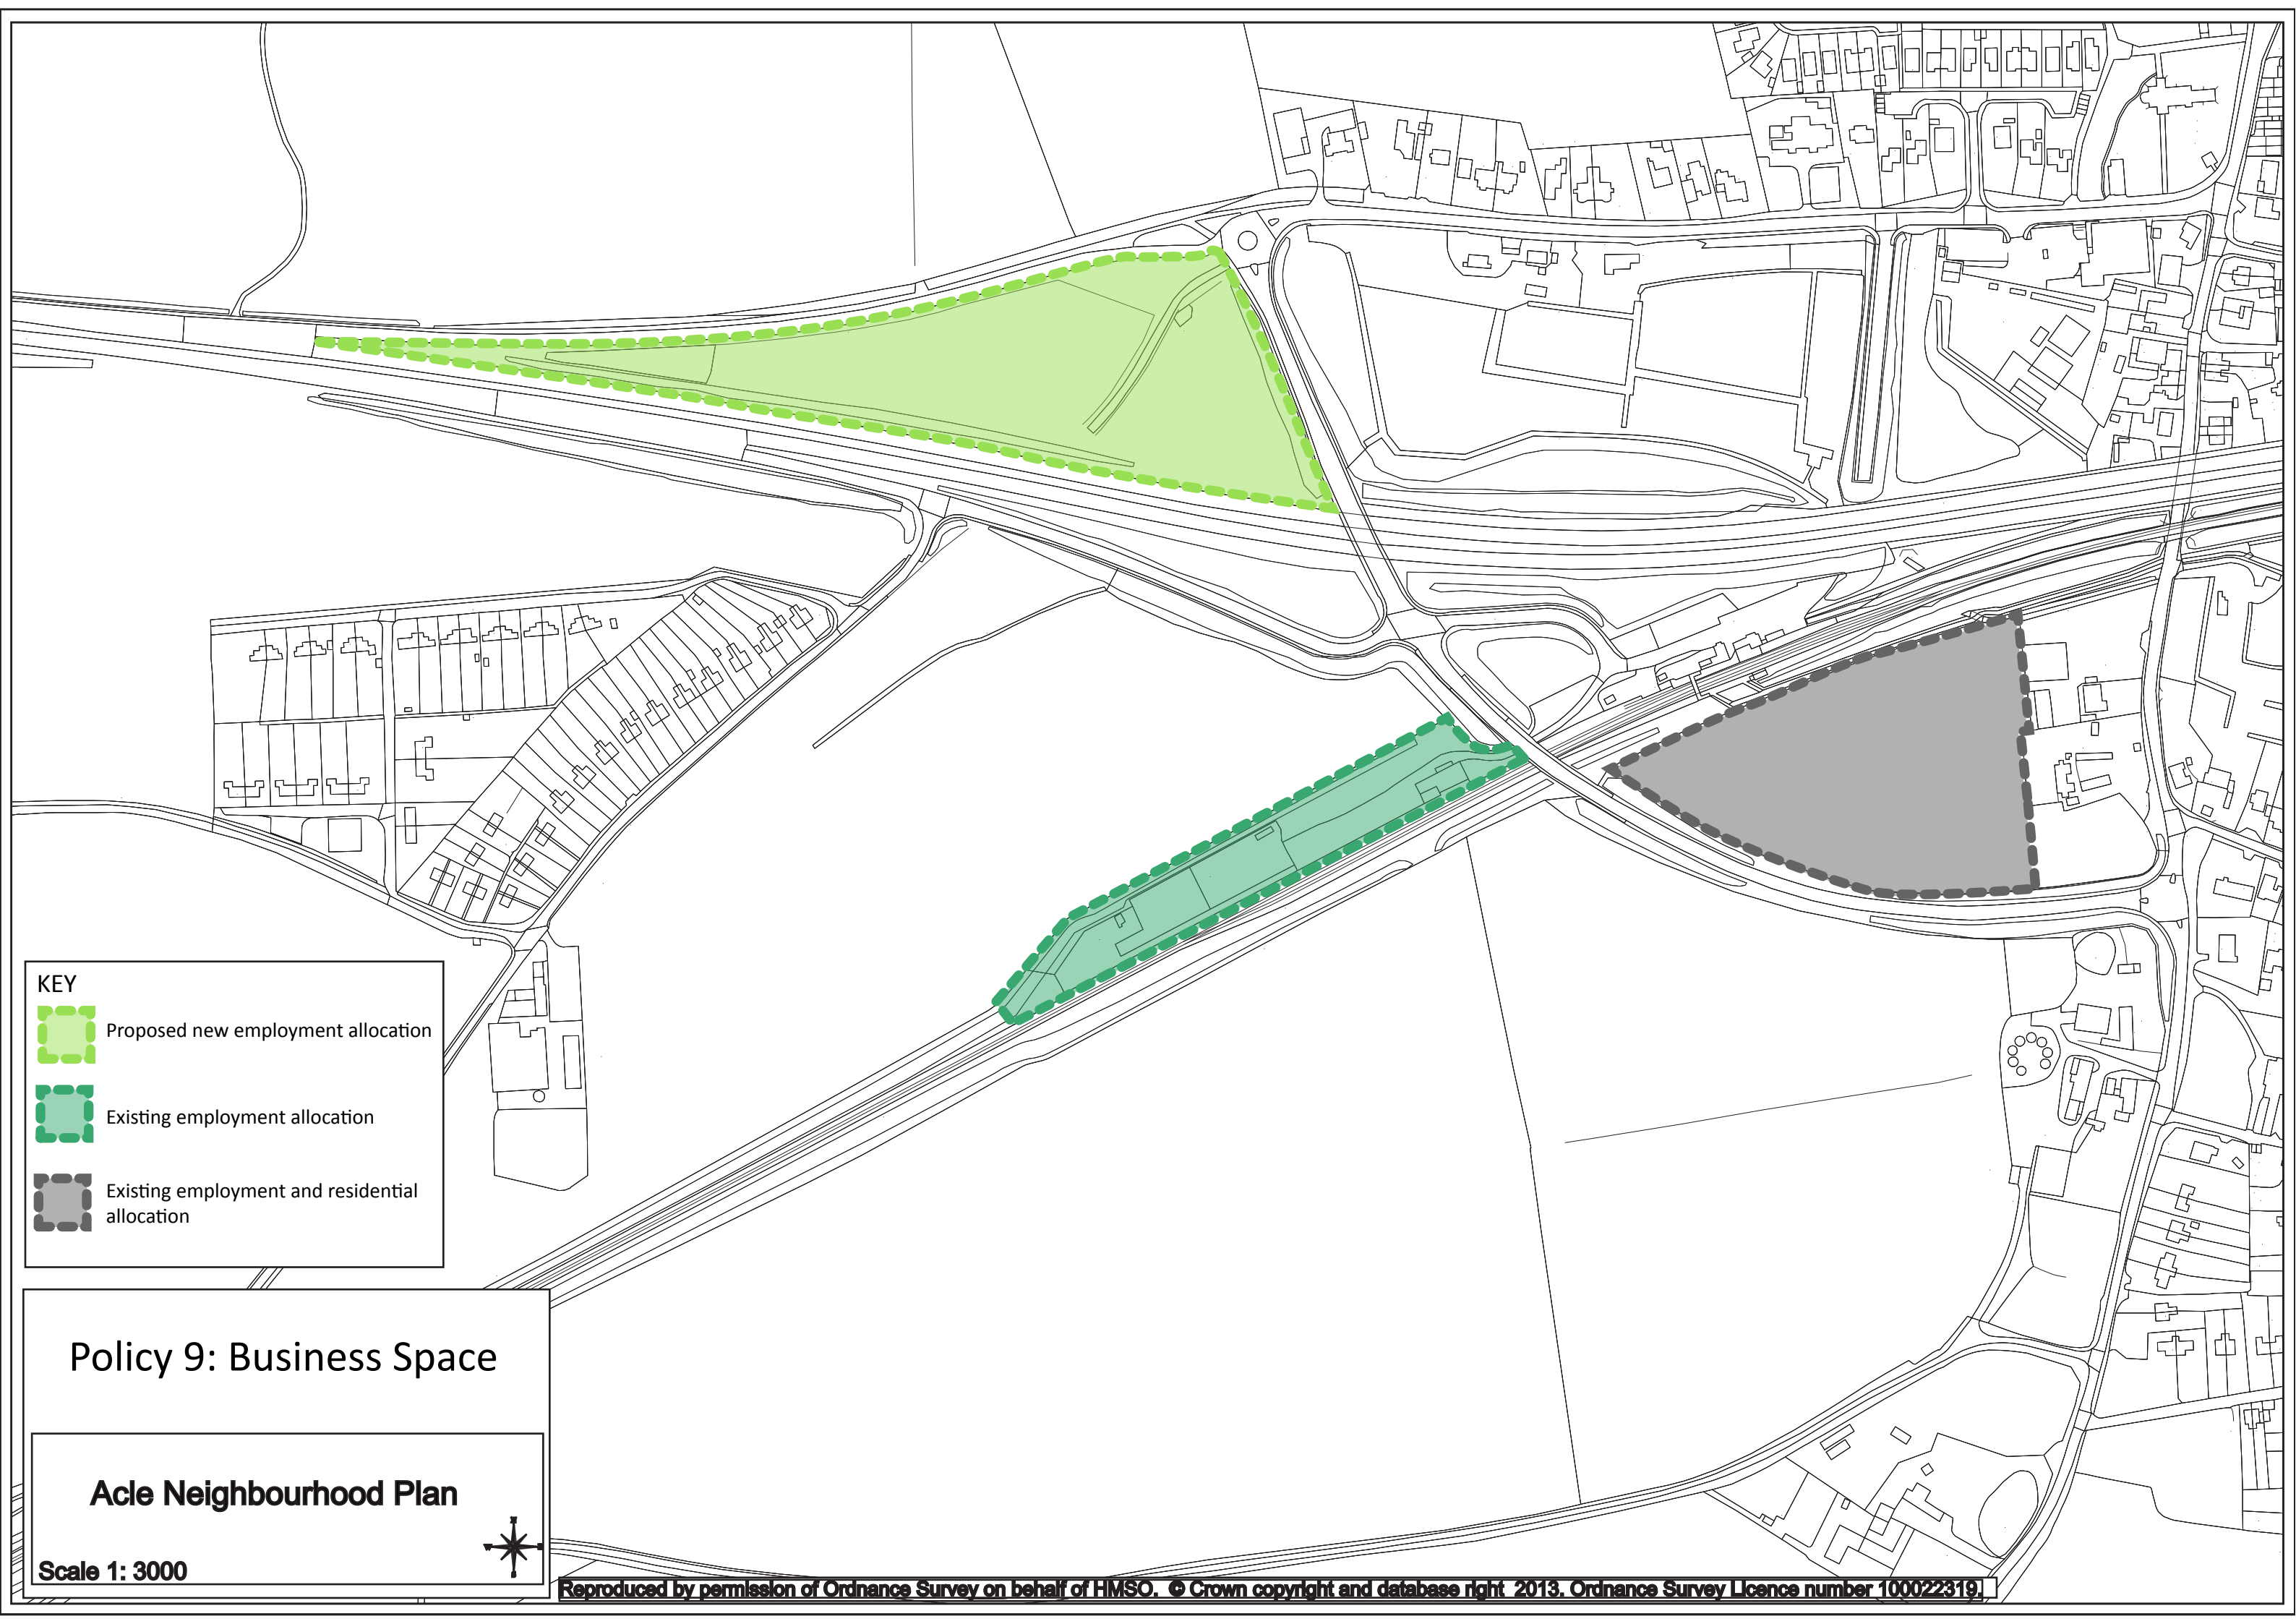 KEY
Proposed new employment allocation
Existing employment allocation
Existing employment and residential
allocation
Policy 9: Business Space
Acle Neighbourhood Plan
Scale 1: 3000
Reproduced by permission of Ordnance Survey on behalf of HMSO. © Crown copyright and database right 2013. Ordnance Survey Licence number 100022319.